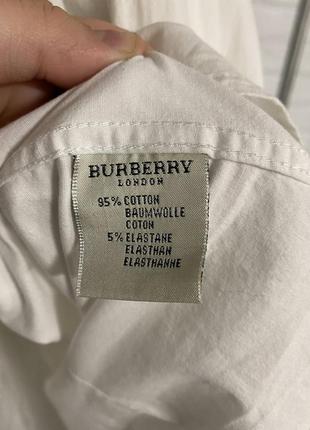 BURBERRY
LONDON
95% COTTON
BAUMWOLLE
COTON
5% ELASTANE
ELASTHAN
ELASTHANNE